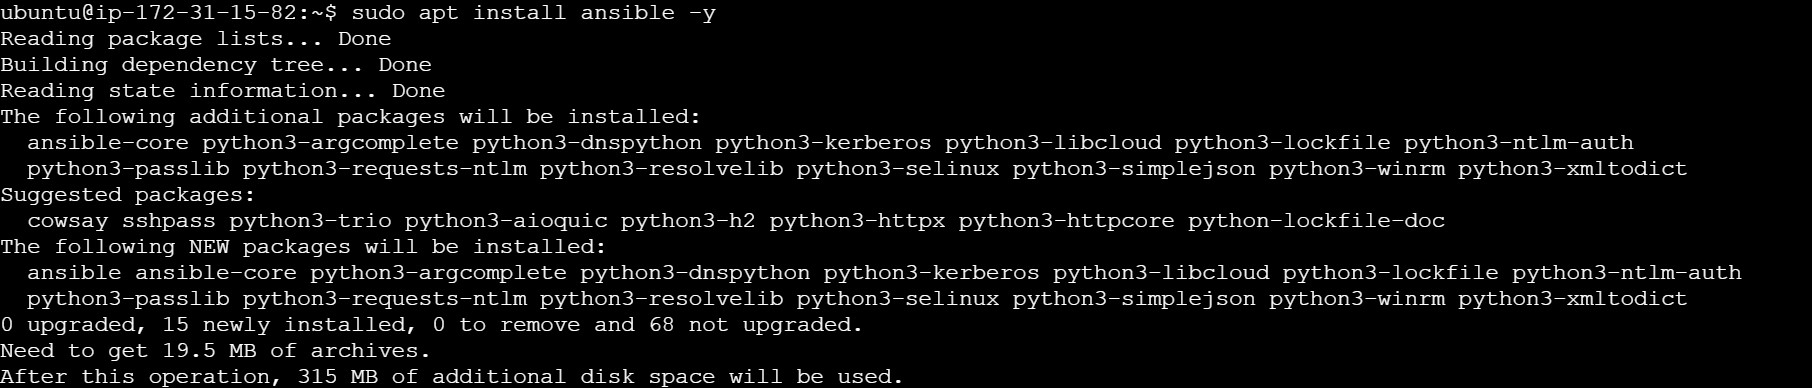 ubuntu@ip-172-31-15-82:~$ sudo apt install ansible -y
Reading package lists... Done
Building dependency tree... Done
Reading state information... Done
The following additional packages will be installed:
  ansible-core python3-argcomplete python3-dnspython python3-kerberos python3-libcloud python3-lockfile python3-ntlm-auth
  python3-passlib python3-requests-ntlm python3-resolvelib python3-selinux python3-simplejson python3-winrm python3-xmltodict
Suggested packages:
  cowsay sshpass python3-trio python3-aioquic python3-h2 python3-httpx python3-httpcore python-lockfile-doc
The following NEW packages will be installed:
  ansible ansible-core python3-argcomplete python3-dnspython python3-kerberos python3-libcloud python3-lockfile python3-ntlm-auth
  python3-passlib python3-requests-ntlm python3-resolvelib python3-selinux python3-simplejson python3-winrm python3-xmltodict
0 upgraded, 15 newly installed, 0 to remove and 68 not upgraded.
Need to get 19.5 MB of archives.
After this operation, 315 MB of additional disk space will be used.